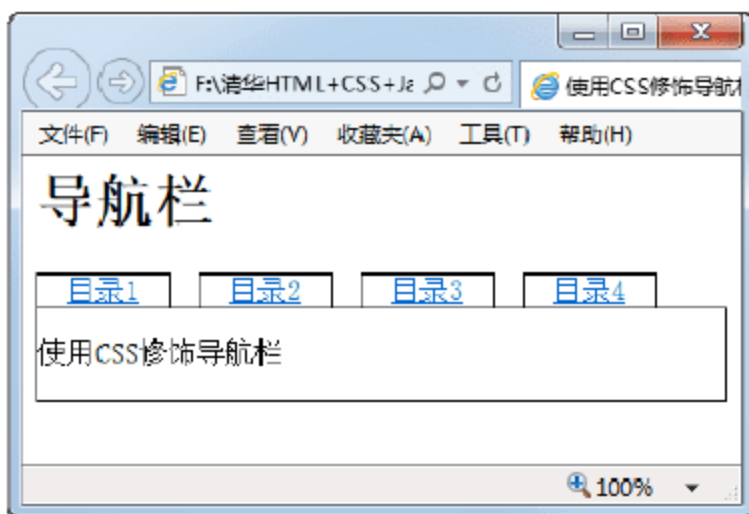 F:\清华HTML+CSS+Ja
使用CSS修饰导航
文件(F) 编辑(E) 查看(V) 收藏夹(A) 工具(T) 帮助(H)
导航栏
目录1 目录2 目录3 目录4
使用CSS修饰导航栏
100%